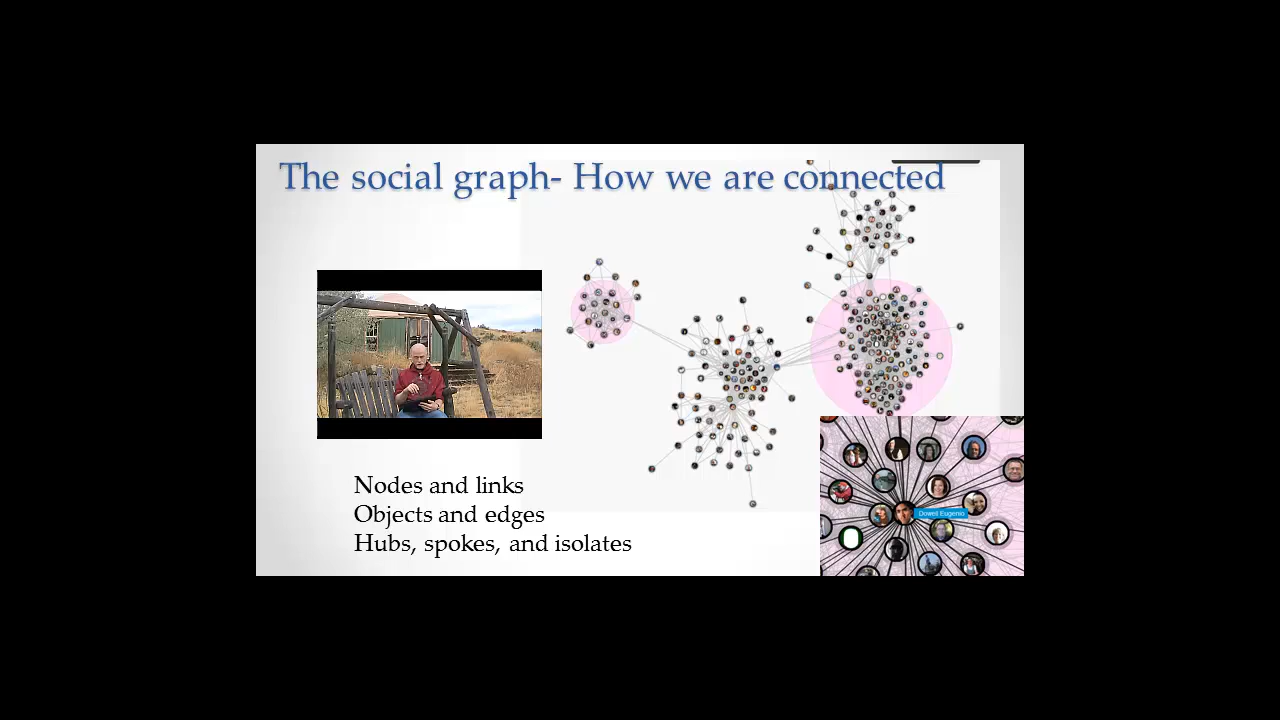 The social graph- How we are connected
Nodes and links
Objects and edges
Hubs, spokes, and isolates
Dowell Eugenio